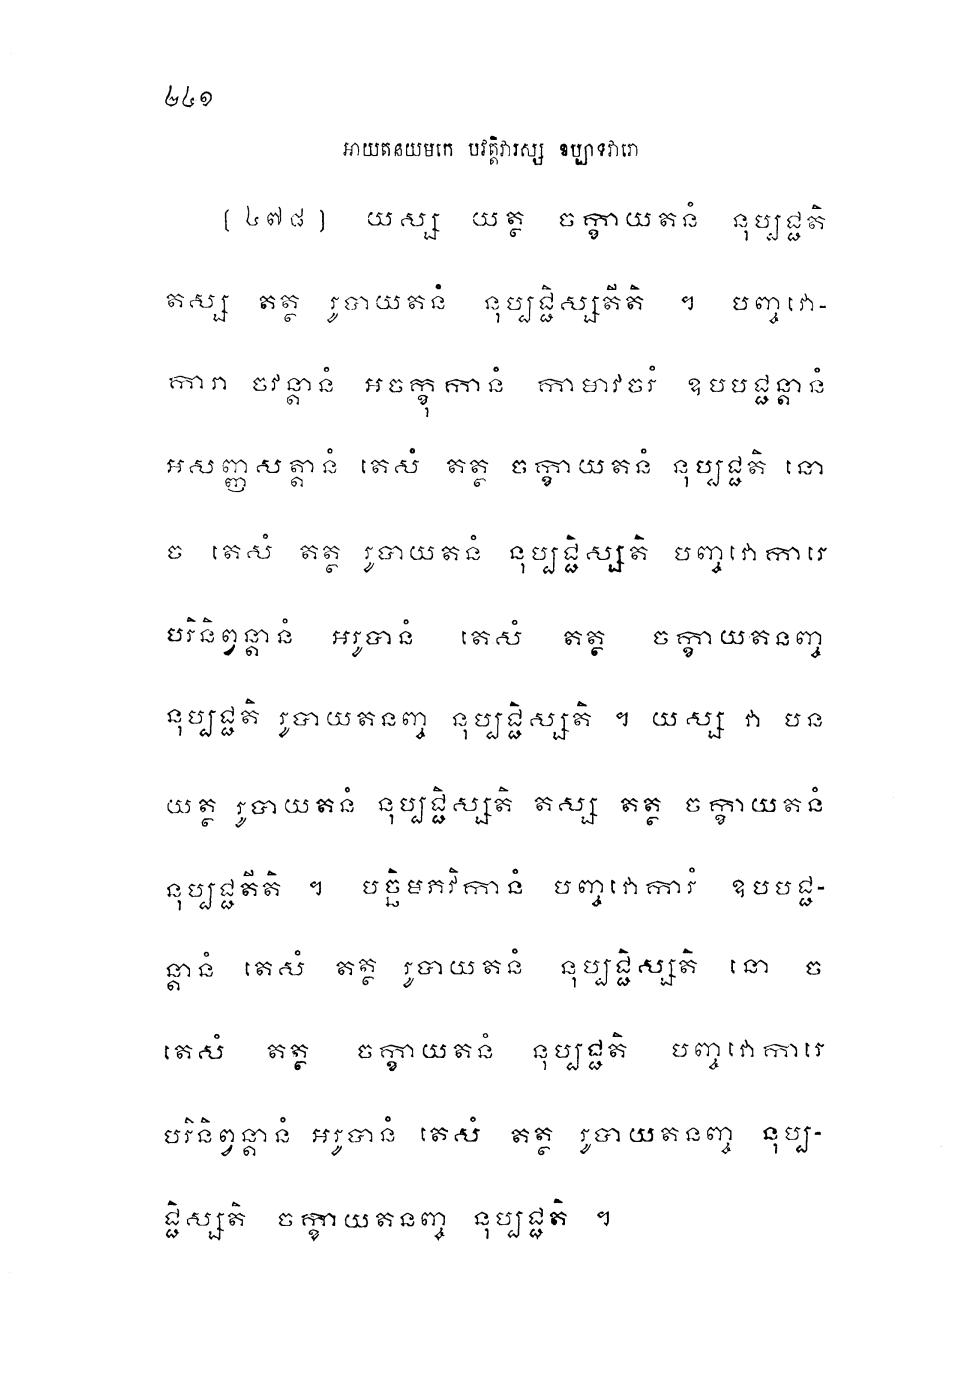 ២៤១
អាយតនយមកេ បវត្តិវារស្ស ឧប្បាទវារោ
(៤៧៨) យស្ស យត្ថ ចក្ខាយតនំ នុប្បជ្ជតិ
តស្ស តត្ថ រូបាយតនំ នុប្បជ្ជិស្សតីតិ ។ បញ្ចវោ-
ការា ចវន្តានំ អចក្ខុកានំ កាមាវចរំ ឧបបជ្ជន្តានំ
អសញ្ញសត្តានំ តេសំ តត្ថ ចក្ខាយតនំ នុប្បជ្ជតិ នោ
ច តេសំ តត្ថ រូបាយតនំ នុប្បជ្ជិស្សតិ បញ្ចវោការេ
បរិនិព្វន្តានំ អរូបានំ តេសំ តត្ថ ចក្ខាយតនញ្ច
នុប្បជ្ជតិ រូបាយតនញ្ច នុប្បជ្ជិស្សតិ ។ យស្ស វា បន
យត្ថ រូបាយតនំ នុប្បជ្ជិស្សតិ តស្ស តត្ថ ចក្ខាយតនំ
នុប្បជ្ជតីតិ ។ បច្ឆិមភវិកានំ បញ្ចវោការំ ឧបបជ្ជ-
ន្តានំ តេសំ តត្ថ រូបាយតនំ នុប្បជ្ជិស្សតិ នោ ច
តេសំ តត្ថ ចក្ខាយតនំ នុប្បជ្ជតិ បញ្ចវោការេ
បរិនិព្វន្តានំ អរូបានំ តេសំ តត្ថ រូបាយតនញ្ច នុប្ប-
ជ្ជិស្សតិ ចក្ខាយតនញ្ច នុប្បជ្ជតិ ។